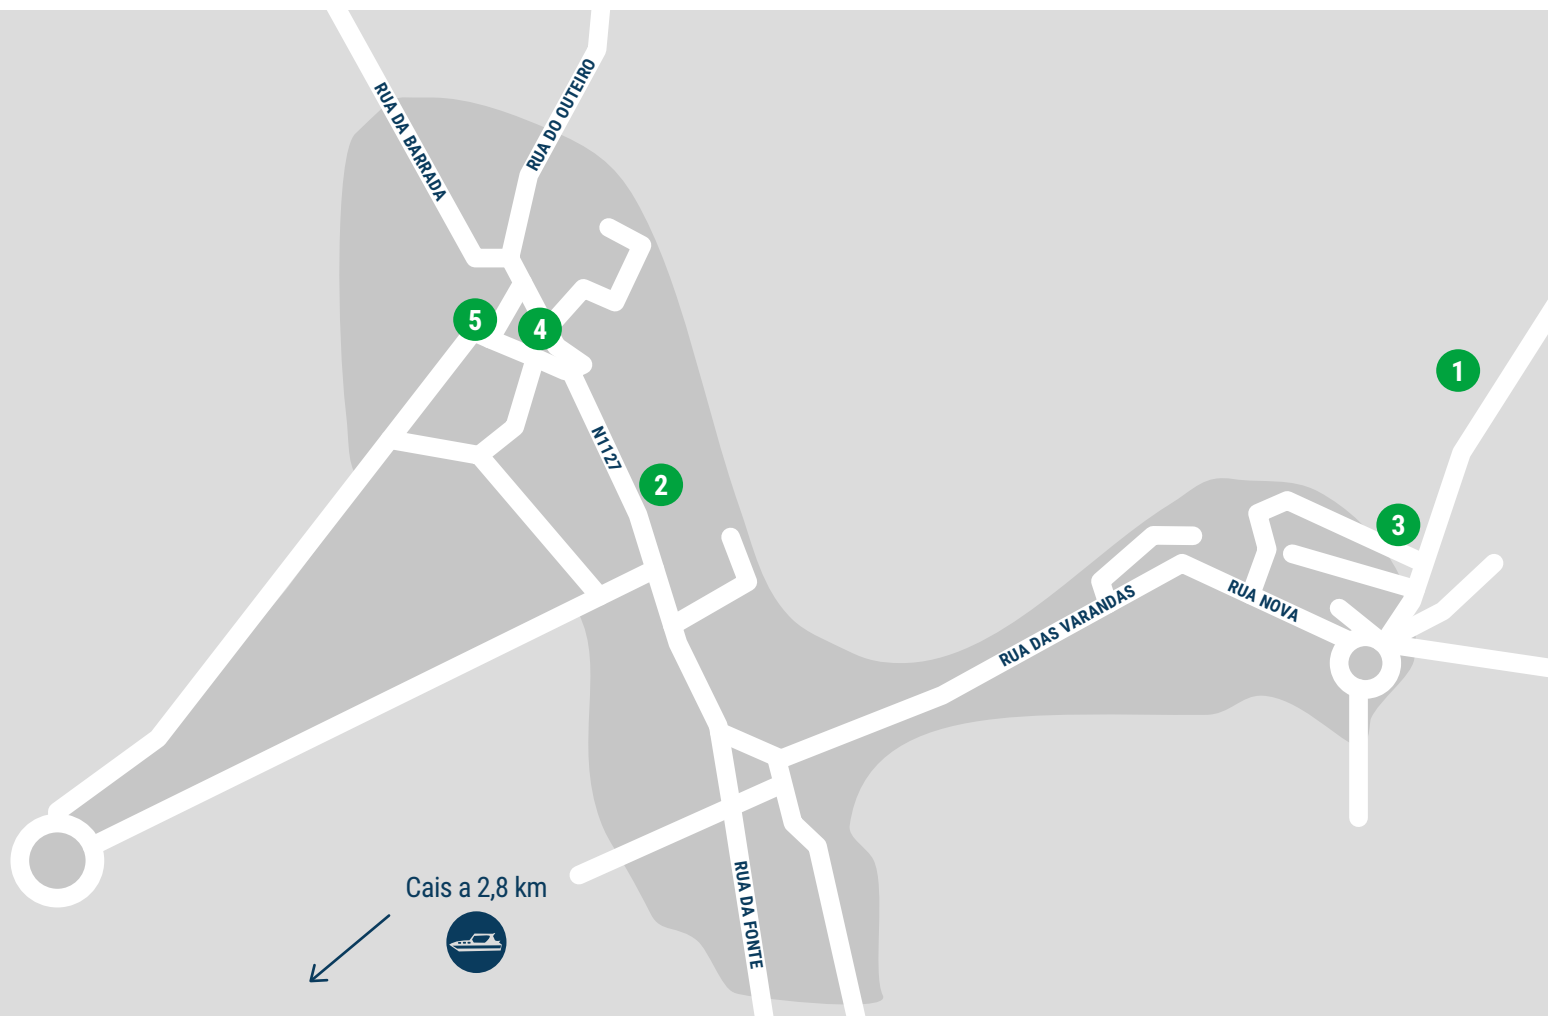 RUA DA BARRADA
RUA DO OUTEIRO
5
4
1
N1127
2
3
RUA DAS VARANDAS
RUA NOVA
RUA DA FONTE
Cais a 2,8 km